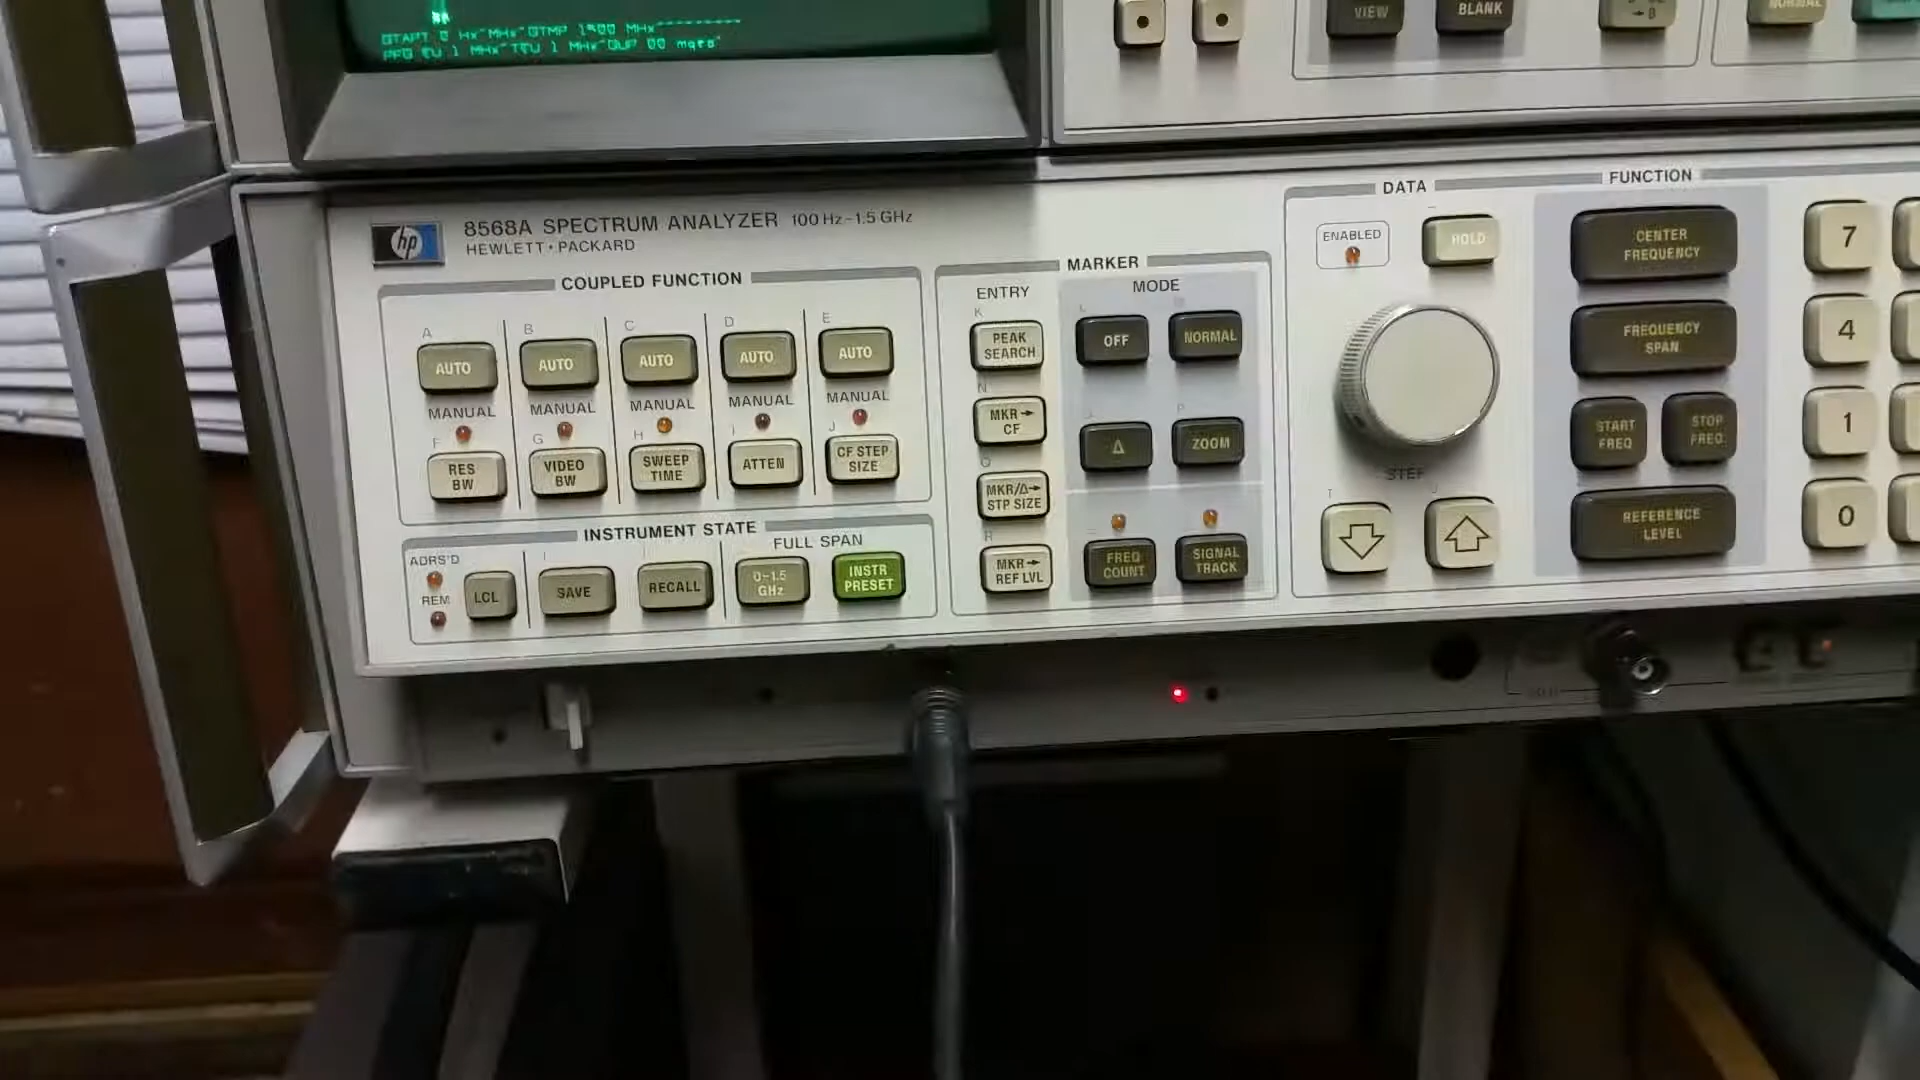 VIEW
BLANK
NORMAL
hp
8568A SPECTRUM ANALYZER 100 Hz-1.5 GHz
HEWLETT • PACKARD
COUPLED FUNCTION
A
B
C
D
E
AUTO
AUTO
AUTO
AUTO
AUTO
MANUAL
MANUAL
MANUAL
MANUAL
MANUAL
F
G
H
I
J
RES
BW
VIDEO
BW
SWEEP
TIME
ATTEN
CF STEP
SIZE
INSTRUMENT STATE
FULL SPAN
ADRS'D
REM
LCL
SAVE
RECALL
0-1.5
GHz
INSTR
PRESET
MARKER
ENTRY
MODE
K
PEAK
SEARCH
OFF
NORMAL
N
MKR→
CF
Δ
P
ZOOM
Q
MKR/Δ→
STP SIZE
R
MKR→
REF LVL
FREQ
COUNT
SIGNAL
TRACK
DATA
ENABLED
HOLD
STEP
T
FUNCTION
CENTER
FREQUENCY
FREQUENCY
SPAN
START
FREQ
STOP
FREQ
REFERENCE
LEVEL
7
4
1
0